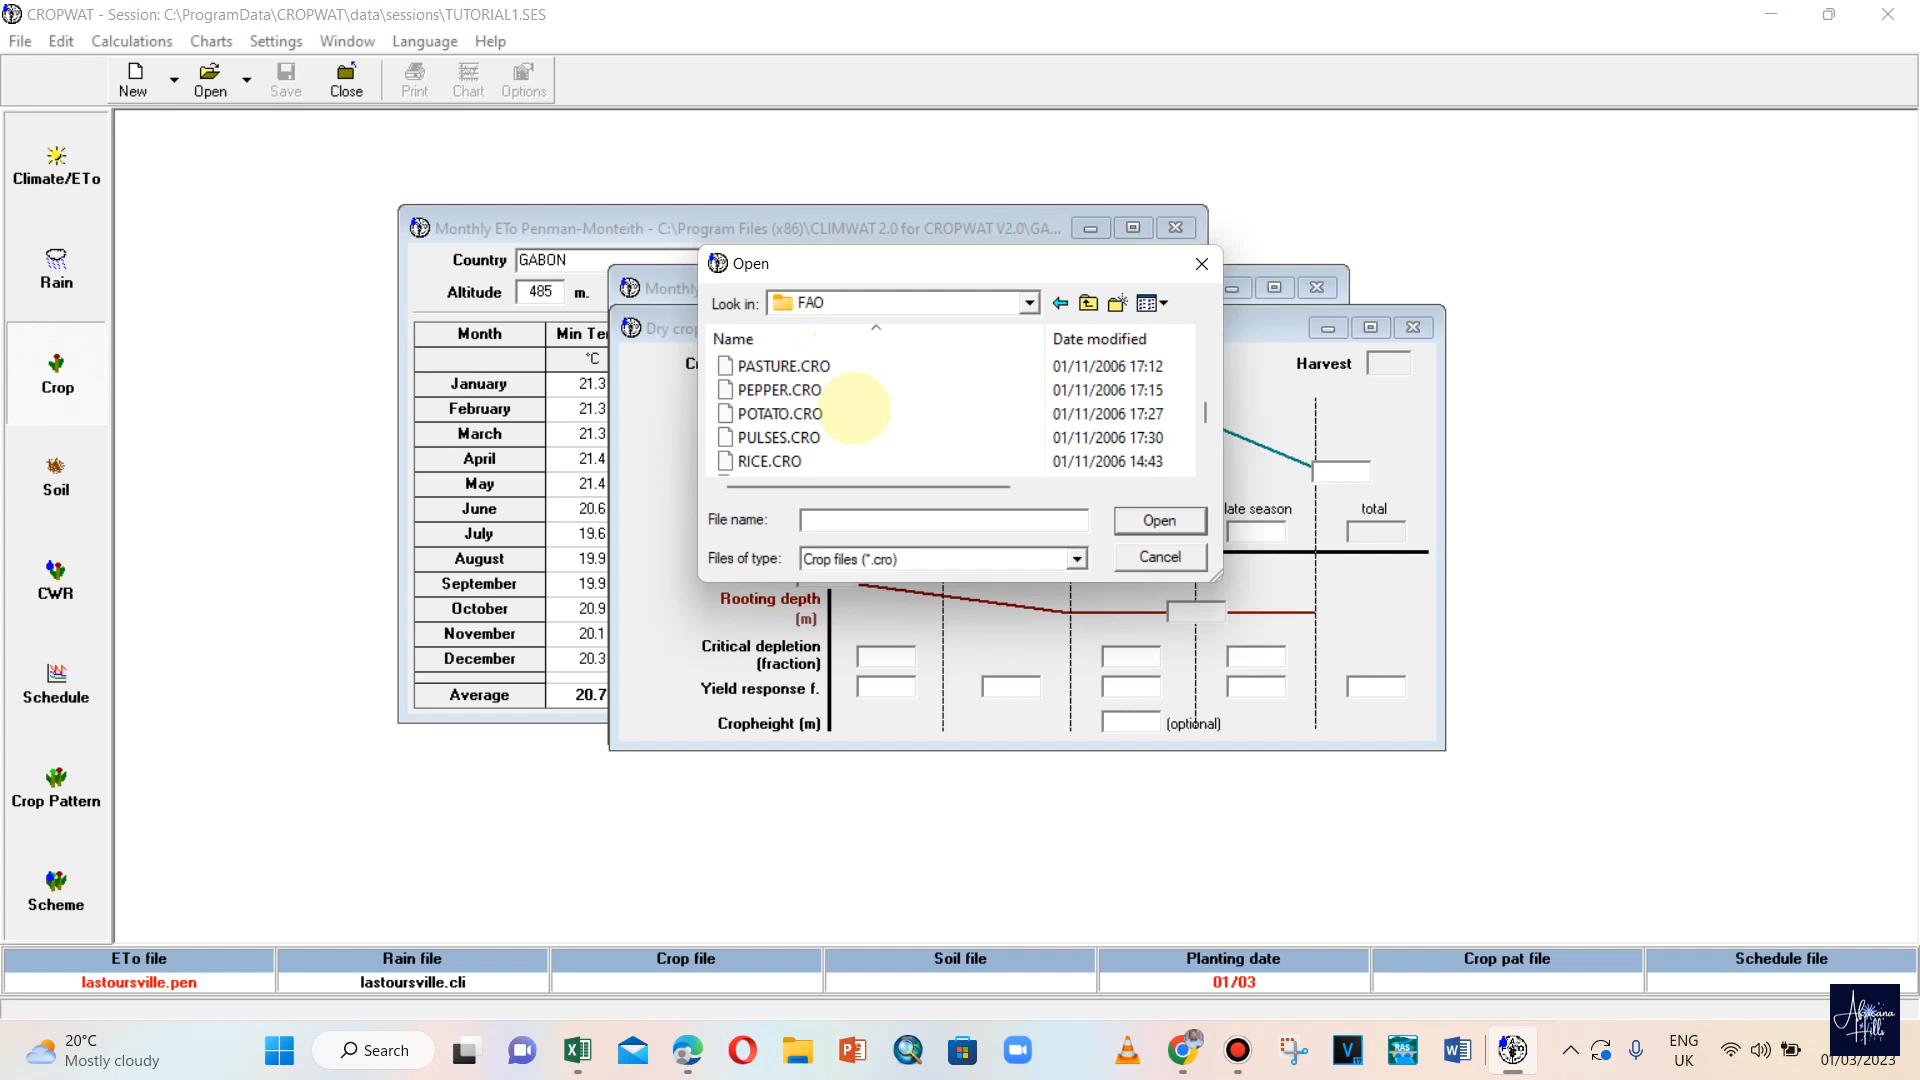 CROPWAT - Session: C:\ProgramData\CROPWAT\data\sessions\TUTORIAL1.SES
File Edit Calculations Charts Settings Window Language Help
New Open Save Close Print Chart Options
Climate/ETo
Rain
Crop
Soil
CWR
Schedule
Crop Pattern
Scheme
Monthly ETo Penman-Monteith - C:\Program Files (x86)\CLIMWAT 2.0 for CROPWAT V2.0\GA...
Country GABON
Altitude 485 m.
Month Min Te
°C
January 21.3
February 21.3
March 21.3
April 21.4
May 21.4
June 20.6
July 19.6
August 19.9
September 19.9
October 20.9
November 20.1
December 20.3
Average 20.7
Monthly
Dry crop
Open
Look in: FAO
Name Date modified
PASTURE.CRO 01/11/2006 17:12
PEPPER.CRO 01/11/2006 17:15
POTATO.CRO 01/11/2006 17:27
PULSES.CRO 01/11/2006 17:30
RICE.CRO 01/11/2006 14:43
File name: Open
Files of type: Crop files (*.cro) Cancel
Harvest
late season total
Rooting depth
(m)
Critical depletion
(fraction)
Yield response f.
Cropheight (m) (optional)
ETo file Rain file Crop file Soil file Planting date Crop pat file Schedule file
lastoursville.pen lastoursville.cli 01/03
20°C
Mostly cloudy
Search
ENG
UK
01/03/2023
Africana
Hills